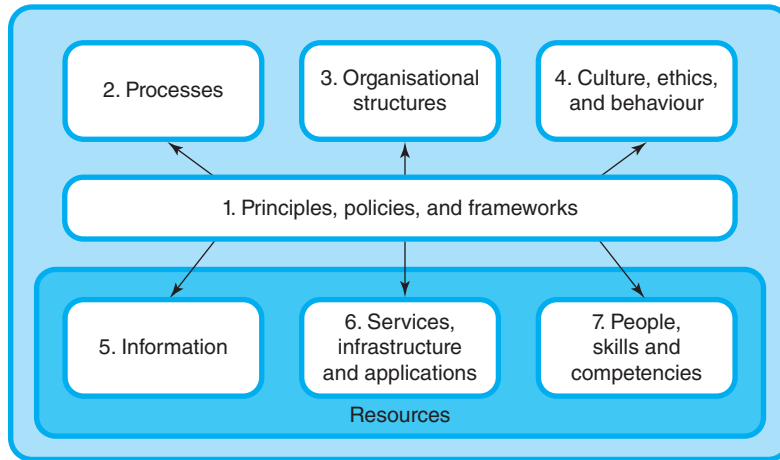 2. Processes
3. Organisational
structures
4. Culture, ethics,
and behaviour
1. Principles, policies, and frameworks
5. Information
6. Services,
infrastructure
and applications
7. People,
skills and
competencies
Resources